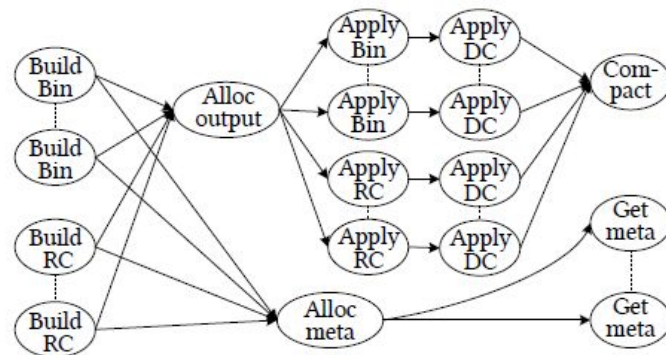 Build
Bin
Build
Bin
Build
RC
Build
RC
Alloc
output
Alloc
meta
Apply
Bin
Apply
Bin
Apply
RC
Apply
RC
Apply
DC
Apply
DC
Apply
DC
Apply
DC
Com-
pact
Get
meta
Get
meta